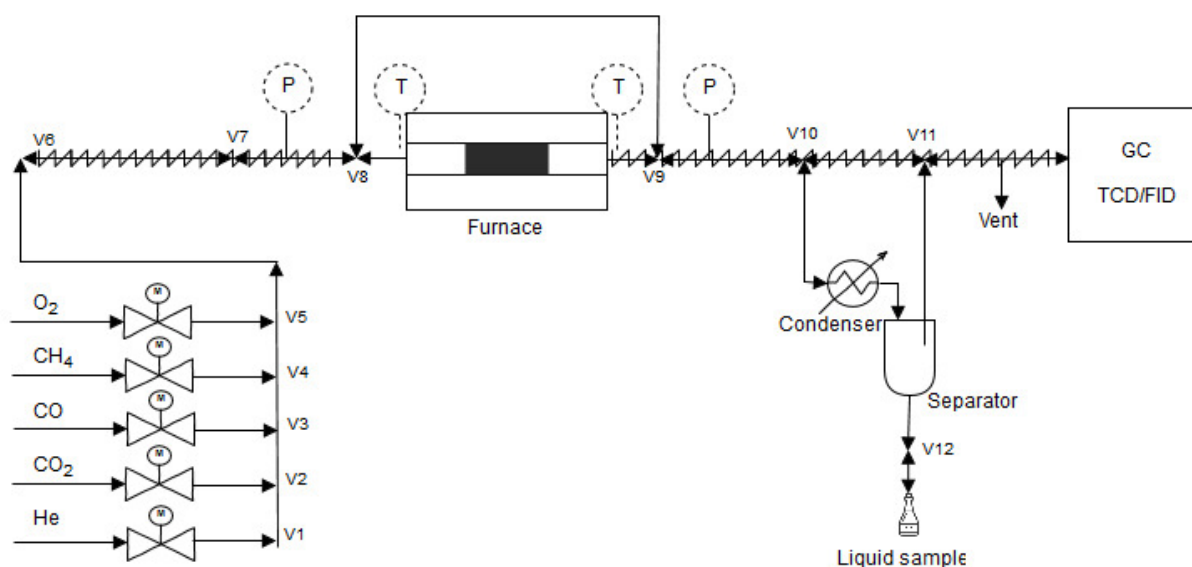 P
T
T
P
V6
V7
V8
V9
V10
V11
GC
TCD/FID
Furnace
Vent
M
O₂
V5
M
CH₄
V4
M
CO
V3
M
CO₂
V2
M
He
V1
Condenser
Separator
V12
Liquid sample